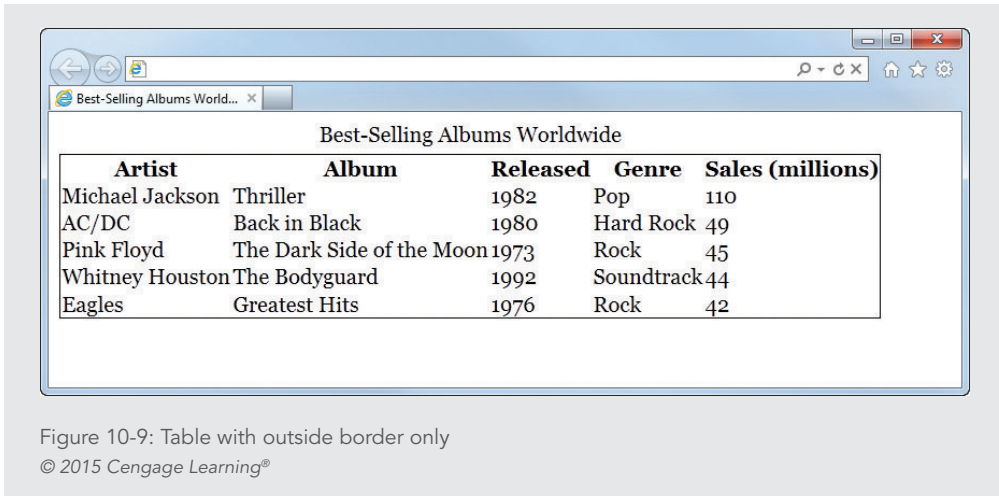 Best-Selling Albums World...
Best-Selling Albums Worldwide
Artist Album Released Genre Sales (millions)
Michael Jackson Thriller 1982 Pop 110
AC/DC Back in Black 1980 Hard Rock 49
Pink Floyd The Dark Side of the Moon 1973 Rock 45
Whitney Houston The Bodyguard 1992 Soundtrack 44
Eagles Greatest Hits 1976 Rock 42
Figure 10-9: Table with outside border only
© 2015 Cengage Learning®